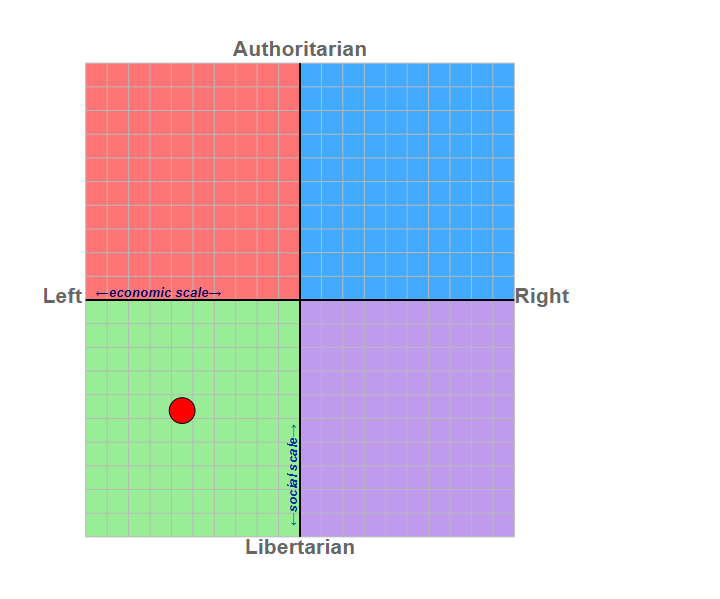 Authoritarian
Left
←economic scale→
Right
←social scale→
Libertarian